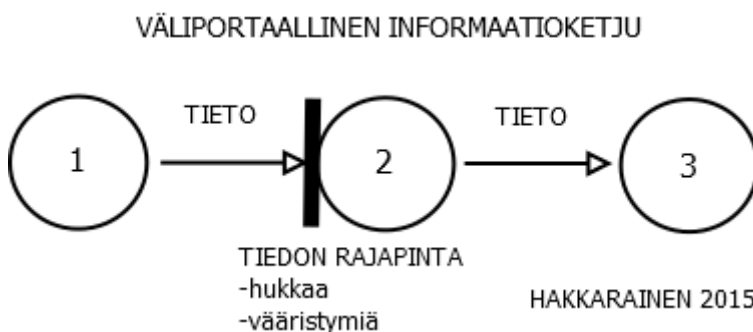 VÄLIPORTAALLINEN INFORMAATIOKETJU
TIETO
TIETO
1
2
3
TIEDON RAJAPINTA
-hukkaa
-vääristymiä
HAKKARAINEN 2015